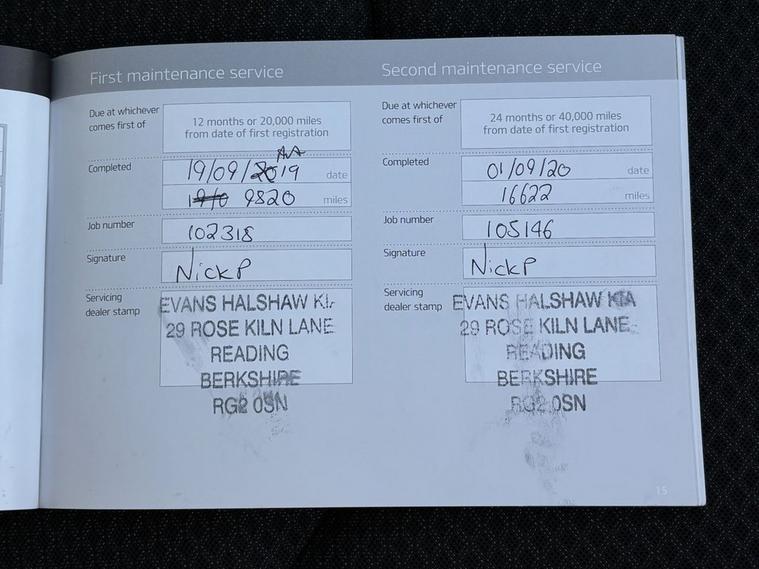 First maintenance service
Due at whichever
comes first of
12 months or 20,000 miles
from date of first registration
Completed
19/09/19
date
9820
miles
Job number
102318
Signature
NickP
Servicing
dealer stamp
EVANS HALSHAW
29 ROSE KILN LANE
READING
BERKSHIRE
RG2 0SN
Second maintenance service
Due at whichever
comes first of
24 months or 40,000 miles
from date of first registration
Completed
01/09/20
date
16622
miles
Job number
105146
Signature
NickP
Servicing
dealer stamp
EVANS HALSHAW KIA
29 ROSE KILN LANE
READING
BERKSHIRE
RG2 0SN
15